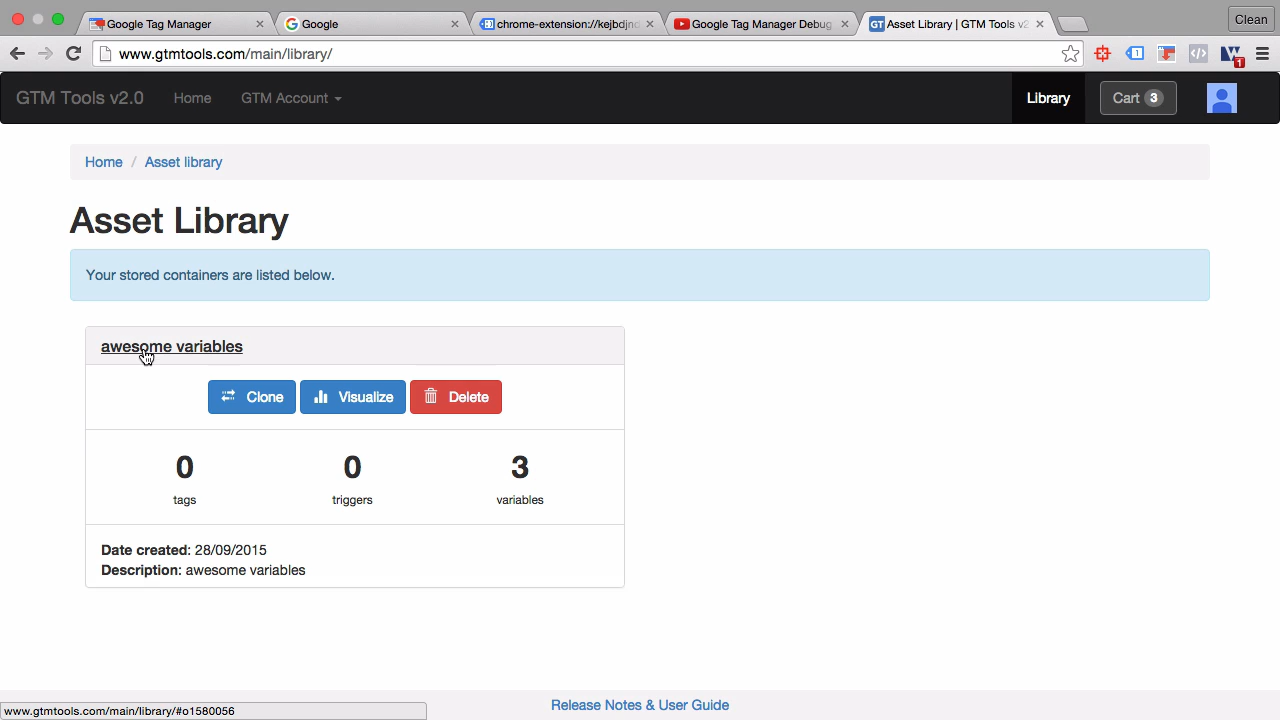 Google Tag Manager
Google
chrome-extension://kejbdjnd
Google Tag Manager Debug
GT Asset Library | GTM Tools v2
Clean
www.gtmtools.com/main/library/
1
1
GTM Tools v2.0
Home
GTM Account
Library
Cart 3
Home / Asset library
Asset Library
Your stored containers are listed below.
awesome variables
Clone
Visualize
Delete
0
0
3
tags
triggers
variables
Date created: 28/09/2015
Description: awesome variables
Release Notes & User Guide
www.gtmtools.com/main/library/#o1580056